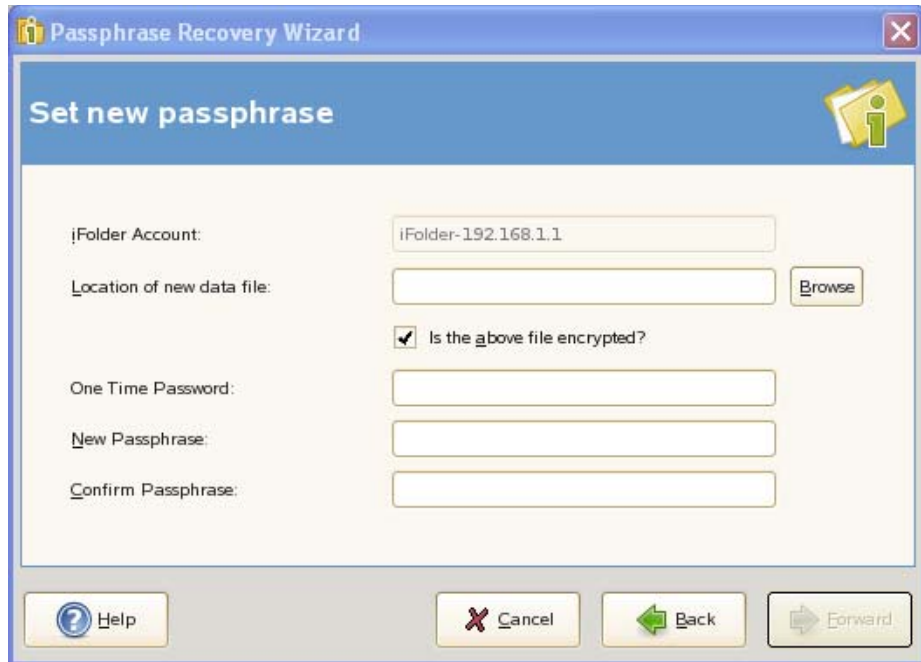 Passphrase Recovery Wizard
Set new passphrase
iFolder Account: iFolder-192.168.1.1
Location of new data file: Browse
Is the above file encrypted?
One Time Password:
New Passphrase:
Confirm Passphrase:
Help Cancel Back Forward